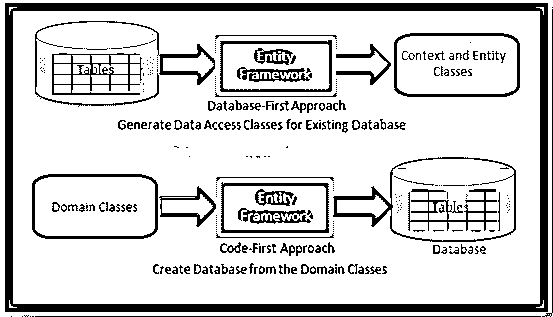 Tables
Entity
Framework
Context and Entity
Classes
Database-First Approach
Generate Data Access Classes for Existing Database
Domain Classes
Entity
Framework
Tables
Database
Code-First Approach
Create Database from the Domain Classes